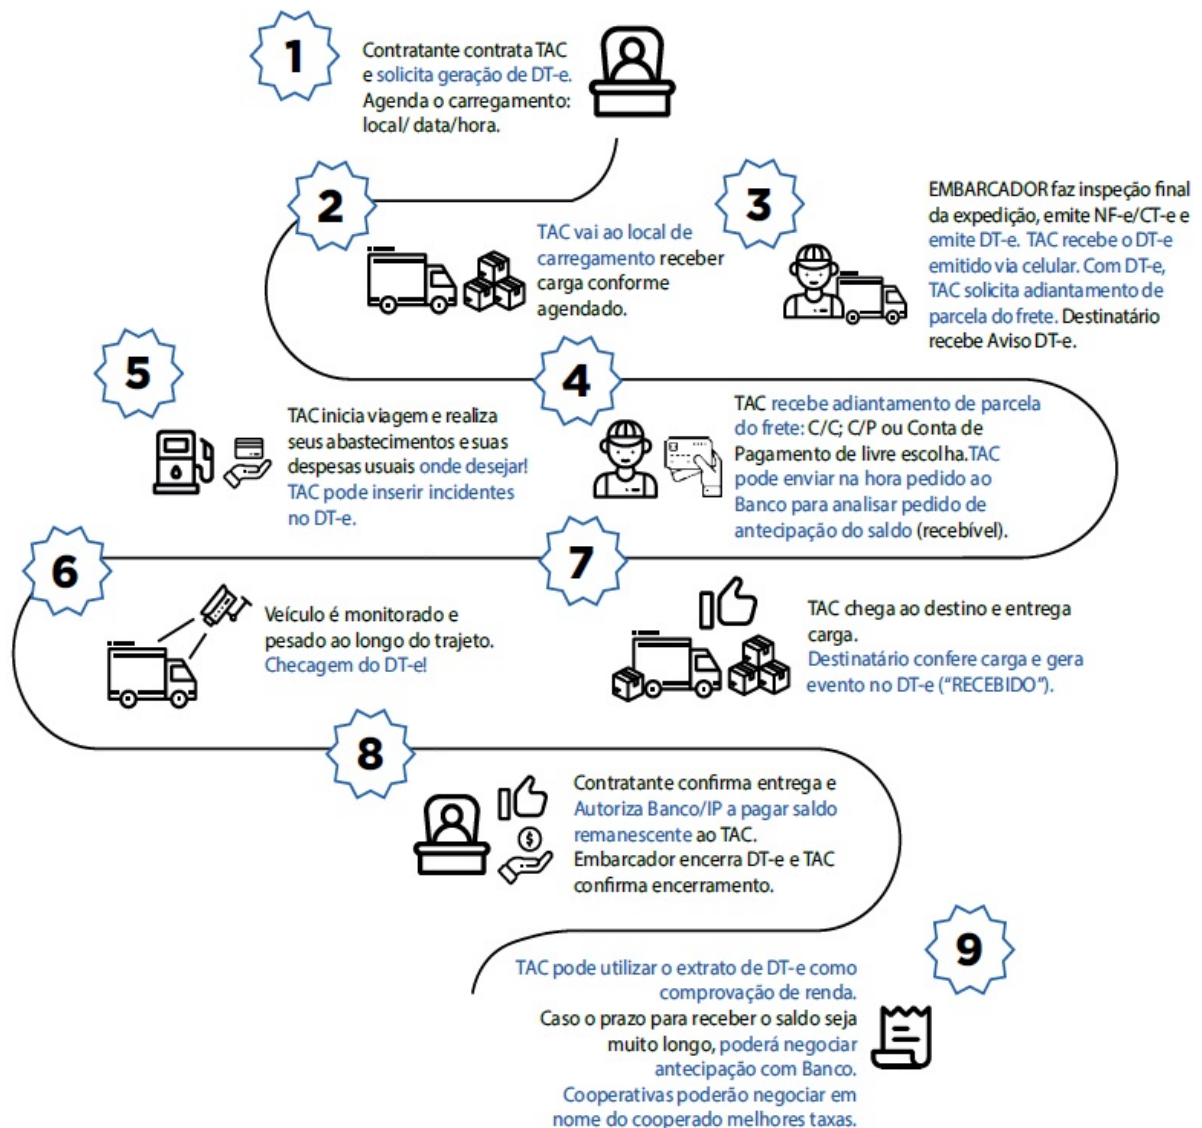 1
Contratante contrata TAC
e solicita geração de DT-e.
Agenda o carregamento:
local/ data/hora.
2
TAC vai ao local de
carregamento receber
carga conforme
agendado.
3
EMBARCADOR faz inspeção final
da expedição, emite NF-e/CT-e e
emite DT-e. TAC recebe o DT-e
emitido via celular. Com DT-e,
TAC solicita adiantamento de
parcela do frete. Destinatário
recebe Aviso DT-e.
4
TAC recebe adiantamento de parcela
do frete: C/C; C/P ou Conta de
Pagamento de livre escolha.TAC
pode enviar na hora pedido ao
Banco para analisar pedido de
antecipação do saldo (recebível).
5
TAC inicia viagem e realiza
seus abastecimentos e suas
despesas usuais onde desejar!
TAC pode inserir incidentes
no DT-e.
6
Veículo é monitorado e
pesado ao longo do trajeto.
Checagem do DT-e!
7
TAC chega ao destino e entrega
carga.
Destinatário confere carga e gera
evento no DT-e (“RECEBIDO”).
8
Contratante confirma entrega e
Autoriza Banco/IP a pagar saldo
remanescente ao TAC.
Embarcador encerra DT-e e TAC
confirma encerramento.
9
TAC pode utilizar o extrato de DT-e como
comprovação de renda.
Caso o prazo para receber o saldo seja
muito longo, poderá negociar
antecipação com Banco.
Cooperativas poderão negociar em
nome do cooperado melhores taxas.